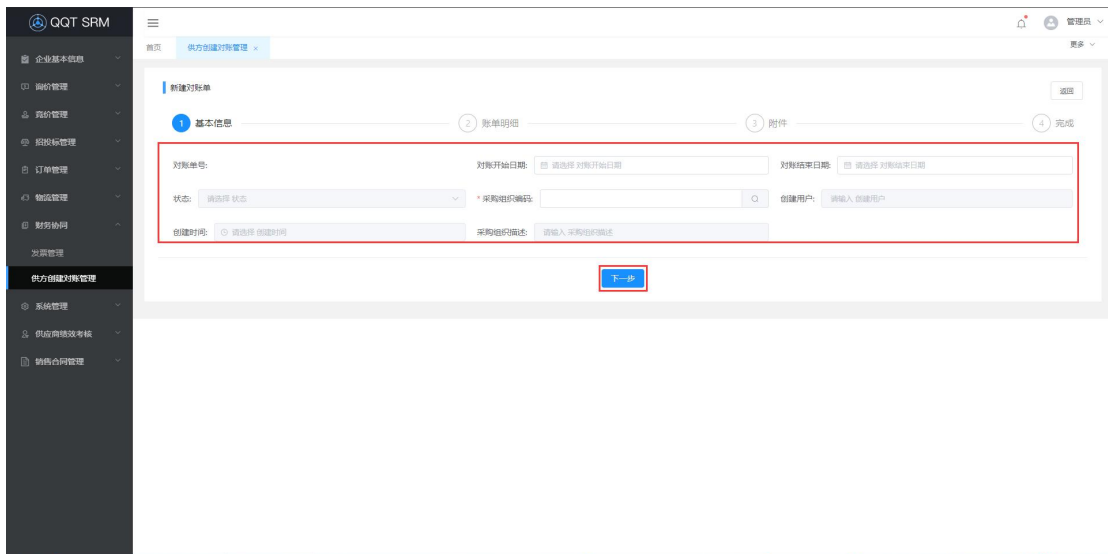 QQT SRM
管理员
首页 供方创建对账管理 × 更多
企业基本信息
询价管理
竞价管理
招投标管理
订单管理
物流管理
财务协同
发票管理
供方创建对账管理
系统管理
供应商绩效考核
销售合同管理
新建对账单 返回
1 基本信息 2 账单明细 3 附件 4 完成
对账单号: 对账开始日期: 请选择 对账开始日期 对账结束日期: 请选择 对账结束日期
状态: 请选择 状态 * 采购组织编码: 创建用户: 请输入 创建用户
创建时间: 请选择 创建时间 采购组织描述: 请输入 采购组织描述
下一步